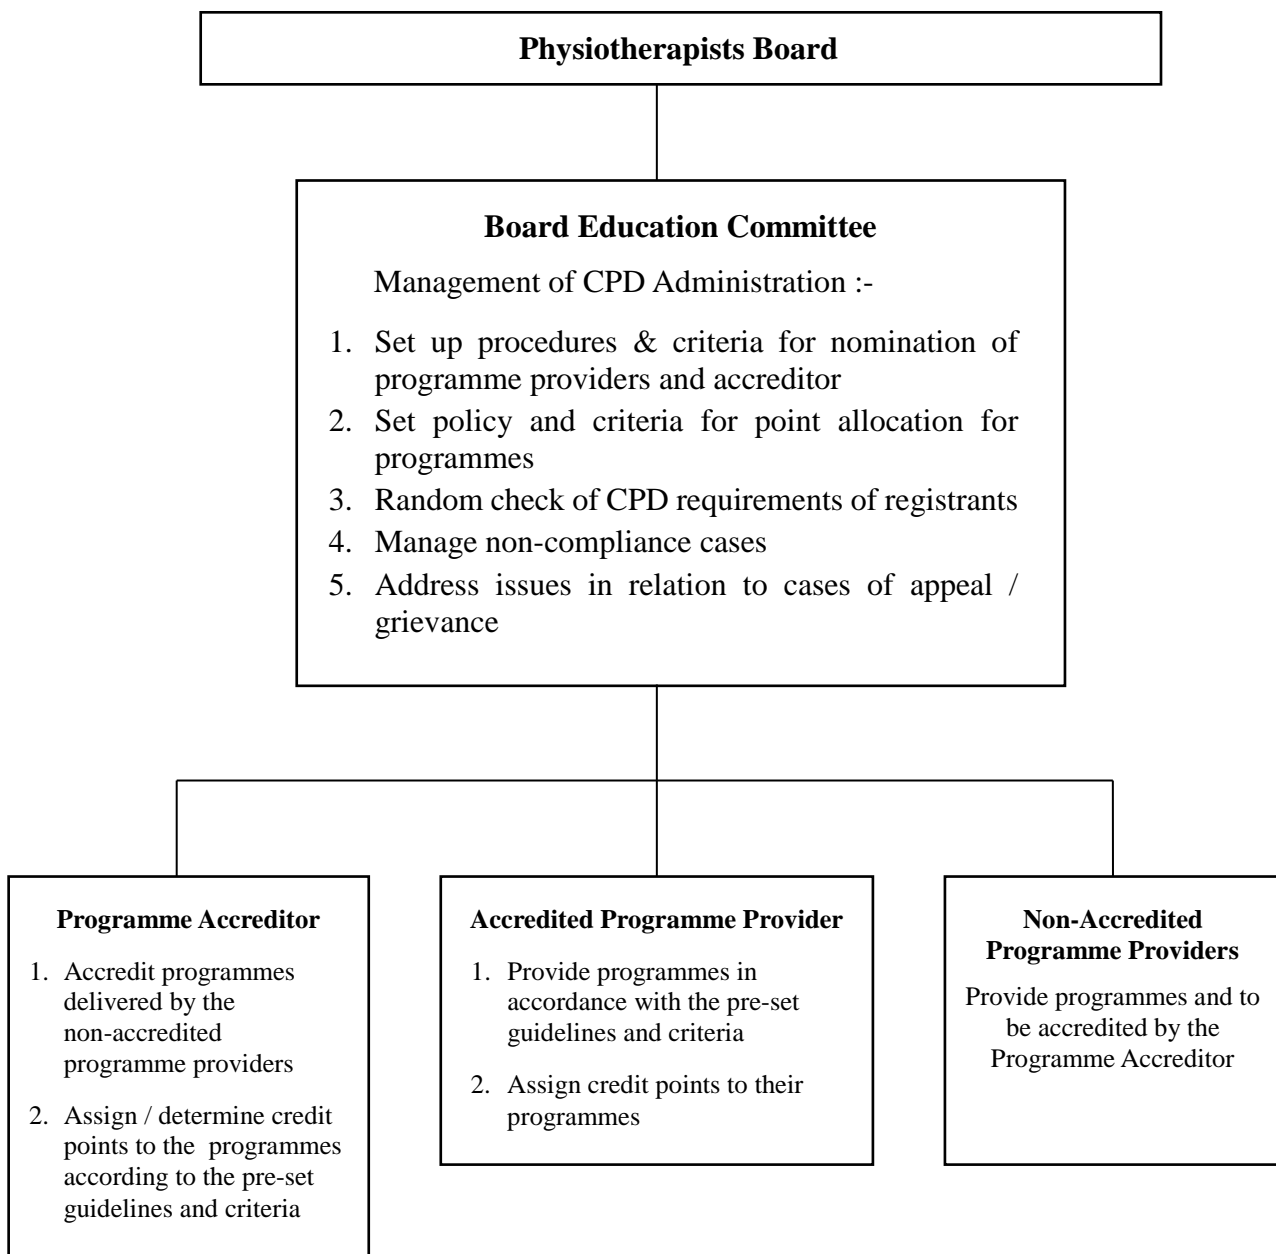 Physiotherapists Board
Board Education Committee
Management of CPD Administration :-
1. Set up procedures & criteria for nomination of
programme providers and accreditor
2. Set policy and criteria for point allocation for
programmes
3. Random check of CPD requirements of registrants
4. Manage non-compliance cases
5. Address issues in relation to cases of appeal /
grievance
Programme Accreditor
1. Accredit programmes
delivered by the
non-accredited
programme providers
2. Assign / determine credit
points to the programmes
according to the pre-set
guidelines and criteria
Accredited Programme Provider
1. Provide programmes in
accordance with the pre-set
guidelines and criteria
2. Assign credit points to their
programmes
Non-Accredited
Programme Providers
Provide programmes and to
be accredited by the
Programme Accreditor